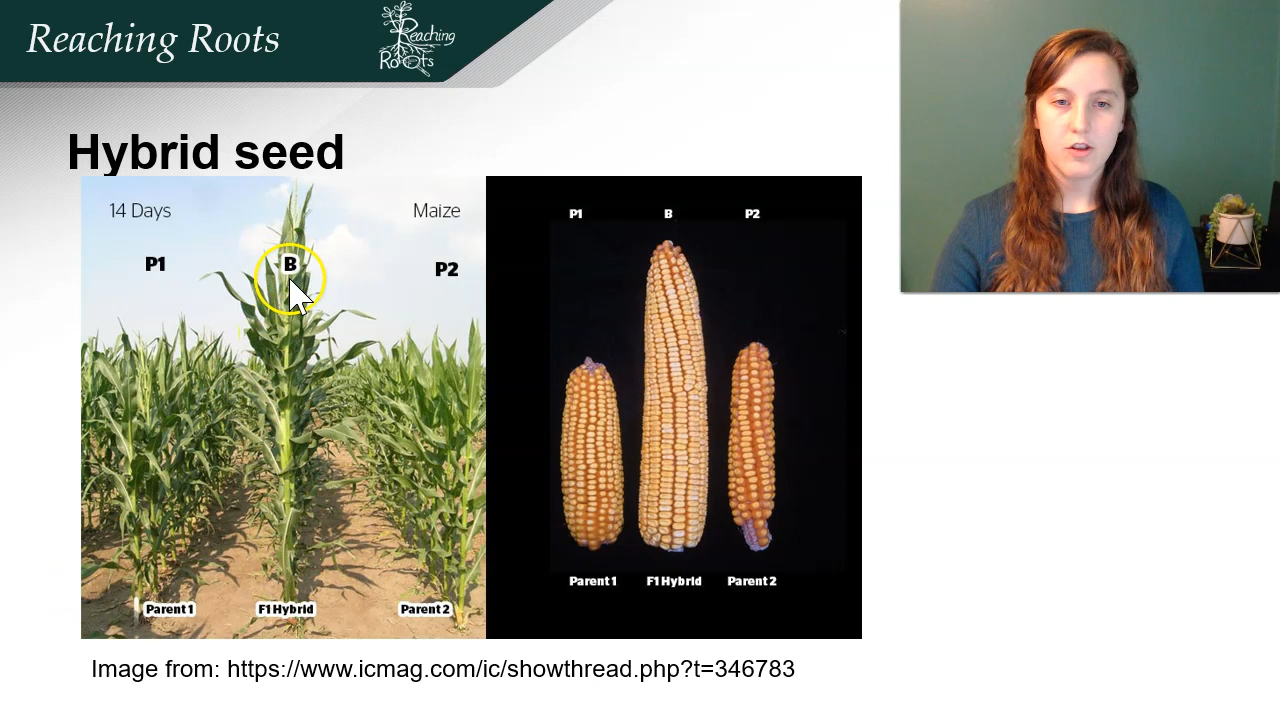 Reaching Roots
Reaching
Roots
Hybrid seed
14 Days
Maize
P1
B
P2
Parent 1
F1 Hybrid
Parent 2
P1
B
P2
Parent 1
F1 Hybrid
Parent 2
Image from: https://www.icmag.com/ic/showthread.php?t=346783